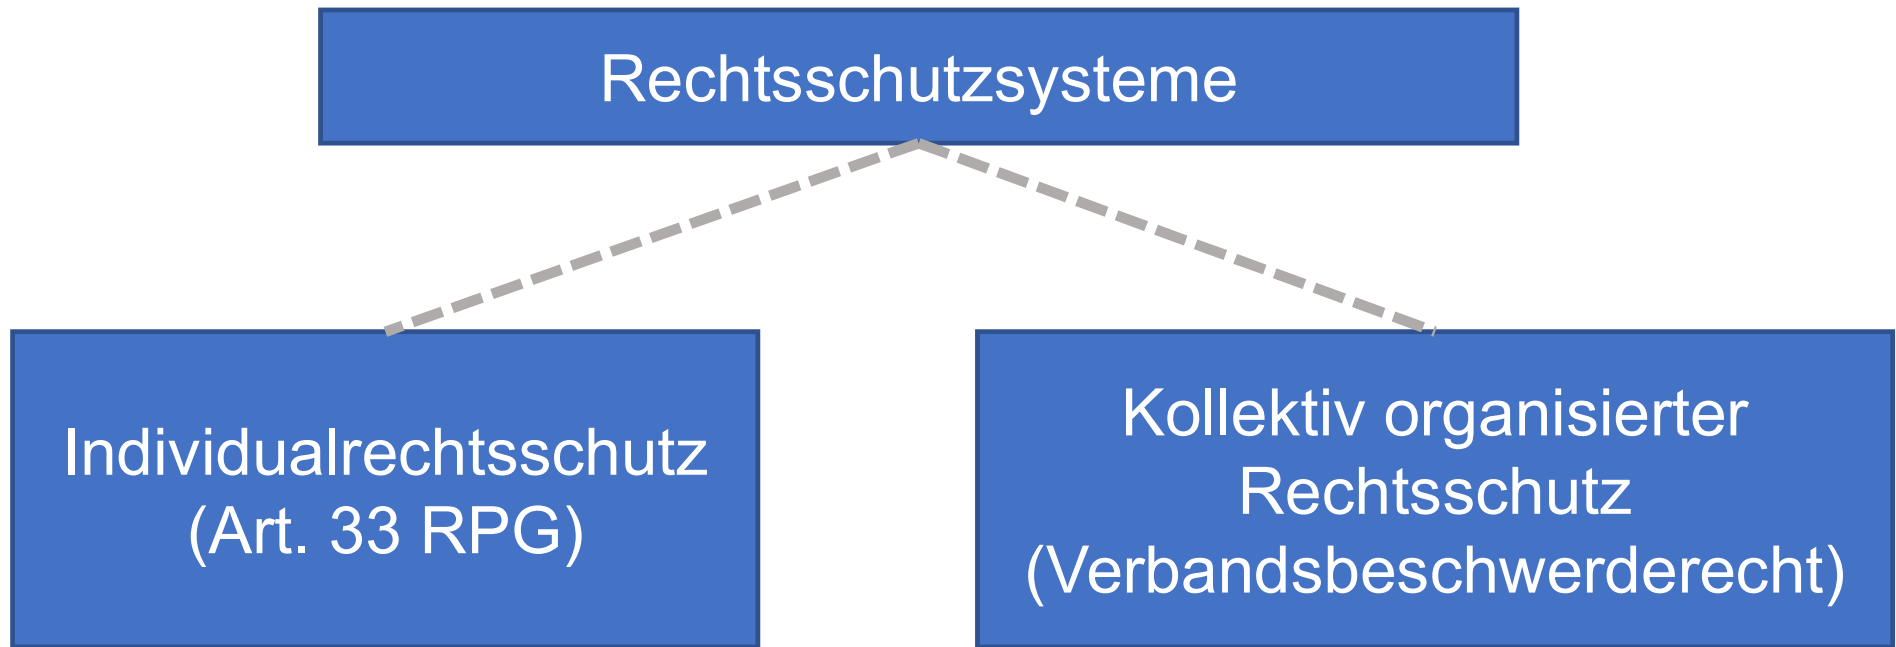 Rechtsschutzsysteme
Individualrechtsschutz
(Art. 33 RPG)
Kollektiv organisierter
Rechtsschutz
(Verbandsbeschwerderecht)